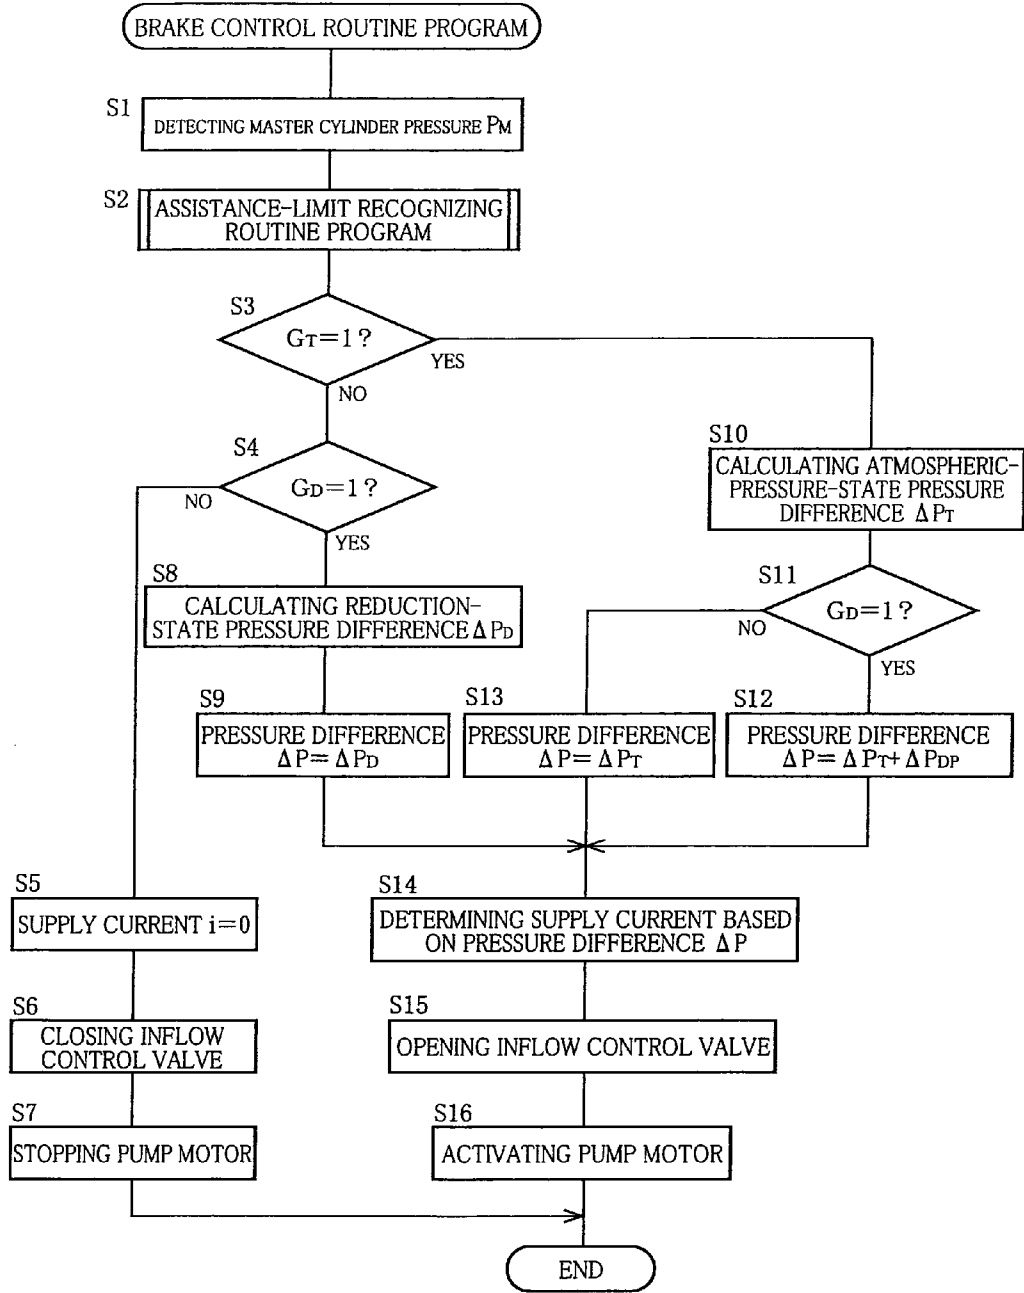 BRAKE CONTROL ROUTINE PROGRAM
S1
DETECTING MASTER CYLINDER PRESSURE PM
S2
ASSISTANCE-LIMIT RECOGNIZING
ROUTINE PROGRAM
S3
GT=1?
YES
NO
S4
GD=1?
NO
YES
S10
CALCULATING ATMOSPHERIC-
PRESSURE-STATE PRESSURE
DIFFERENCE ΔPT
S11
GD=1?
NO
YES
S8
CALCULATING REDUCTION-
STATE PRESSURE DIFFERENCE ΔPD
S9
PRESSURE DIFFERENCE
ΔP=ΔPD
S13
PRESSURE DIFFERENCE
ΔP=ΔPT
S12
PRESSURE DIFFERENCE
ΔP=ΔPT+ΔPDP
S5
SUPPLY CURRENT i=0
S6
CLOSING INFLOW
CONTROL VALVE
S7
STOPPING PUMP MOTOR
S14
DETERMINING SUPPLY CURRENT BASED
ON PRESSURE DIFFERENCE ΔP
S15
OPENING INFLOW CONTROL VALVE
S16
ACTIVATING PUMP MOTOR
END